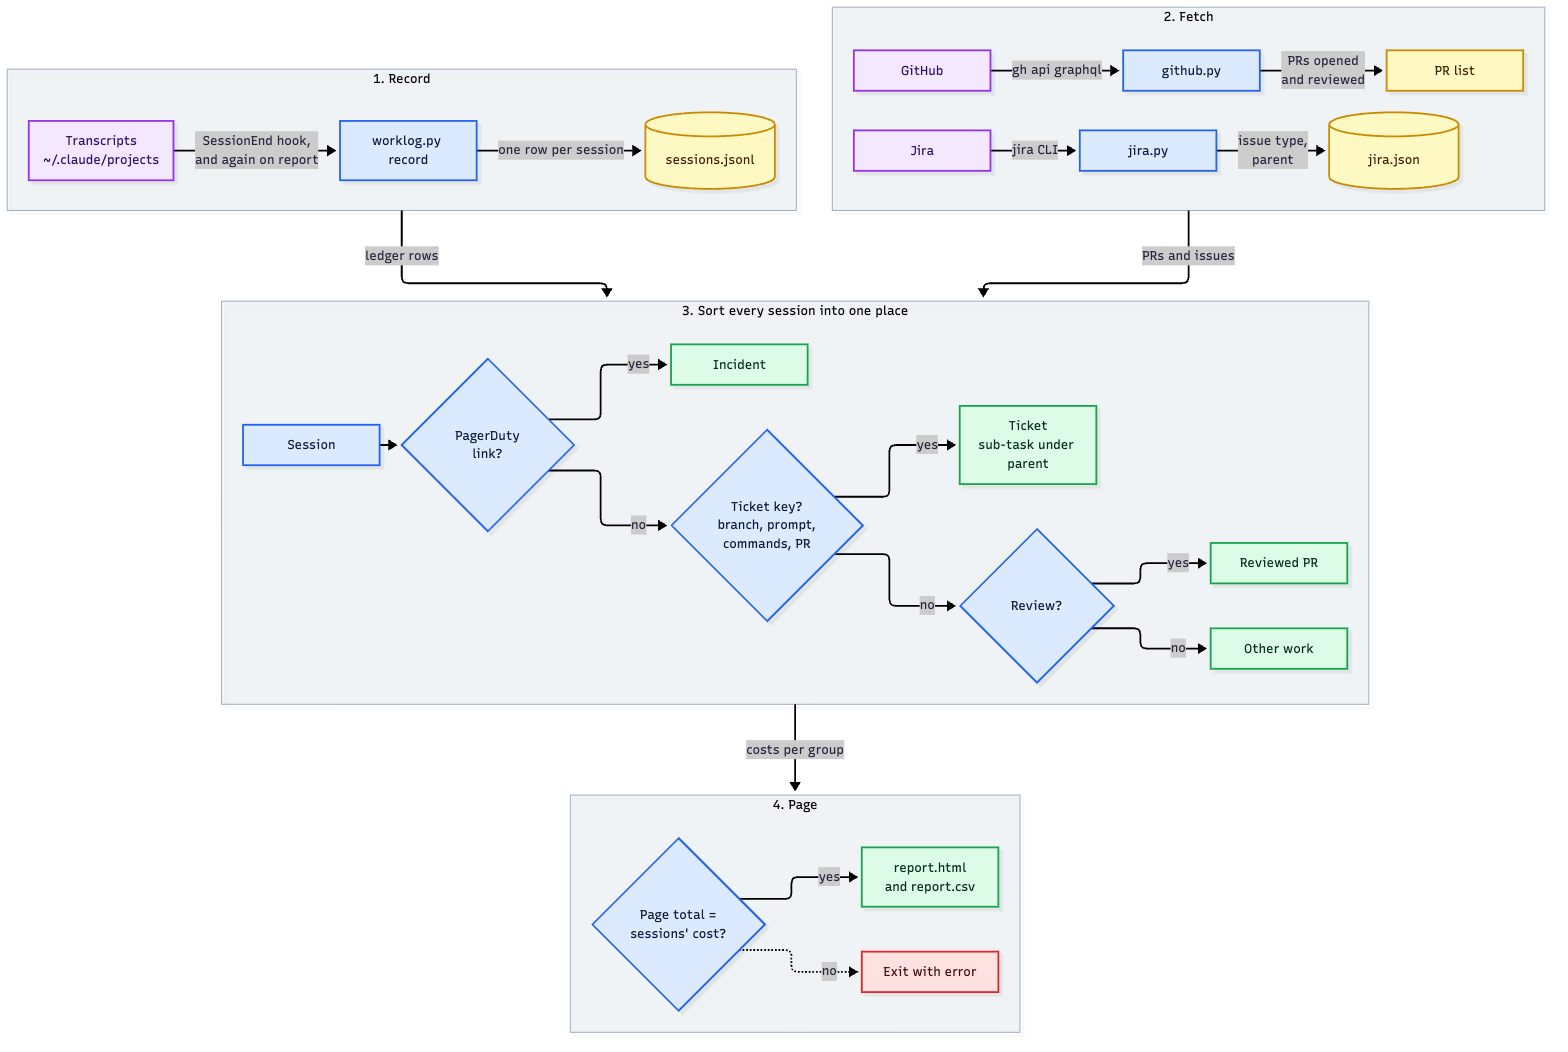 1. Record
Transcripts
~/.claude/projects
SessionEnd hook,
and again on report
worklog.py
record
one row per session
sessions.jsonl
2. Fetch
GitHub
gh api graphql
github.py
PRs opened
and reviewed
PR list
Jira
jira CLI
jira.py
issue type,
parent
jira.json
ledger rows
PRs and issues
3. Sort every session into one place
Session
PagerDuty
link?
yes
Incident
no
Ticket key?
branch, prompt,
commands, PR
yes
Ticket
sub-task under
parent
no
Review?
yes
Reviewed PR
no
Other work
costs per group
4. Page
Page total =
sessions' cost?
yes
report.html
and report.csv
no
Exit with error